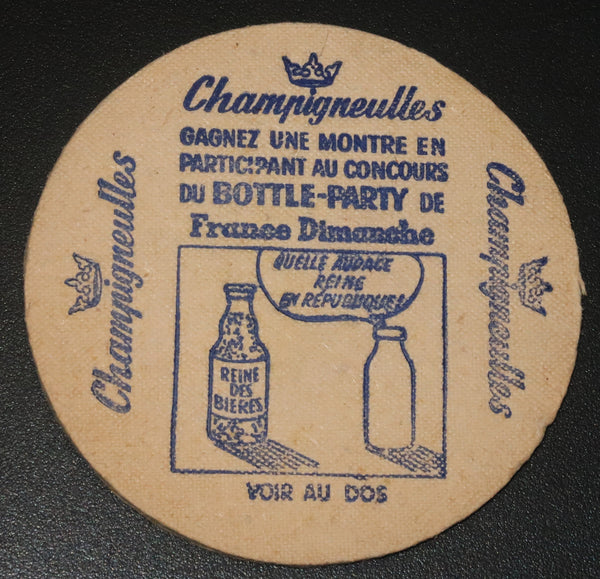 Champigneulles
GAGNEZ UNE MONTRE EN
PARTICIPANT AU CONCOURS
DU BOTTLE-PARTY DE
France Dimanche
QUELLE AUDACE
REINE
EN RÉPUBLIQUE!
REINE
DES
BIERES
VOIR AU DOS
Champigneulles
Champigneulles